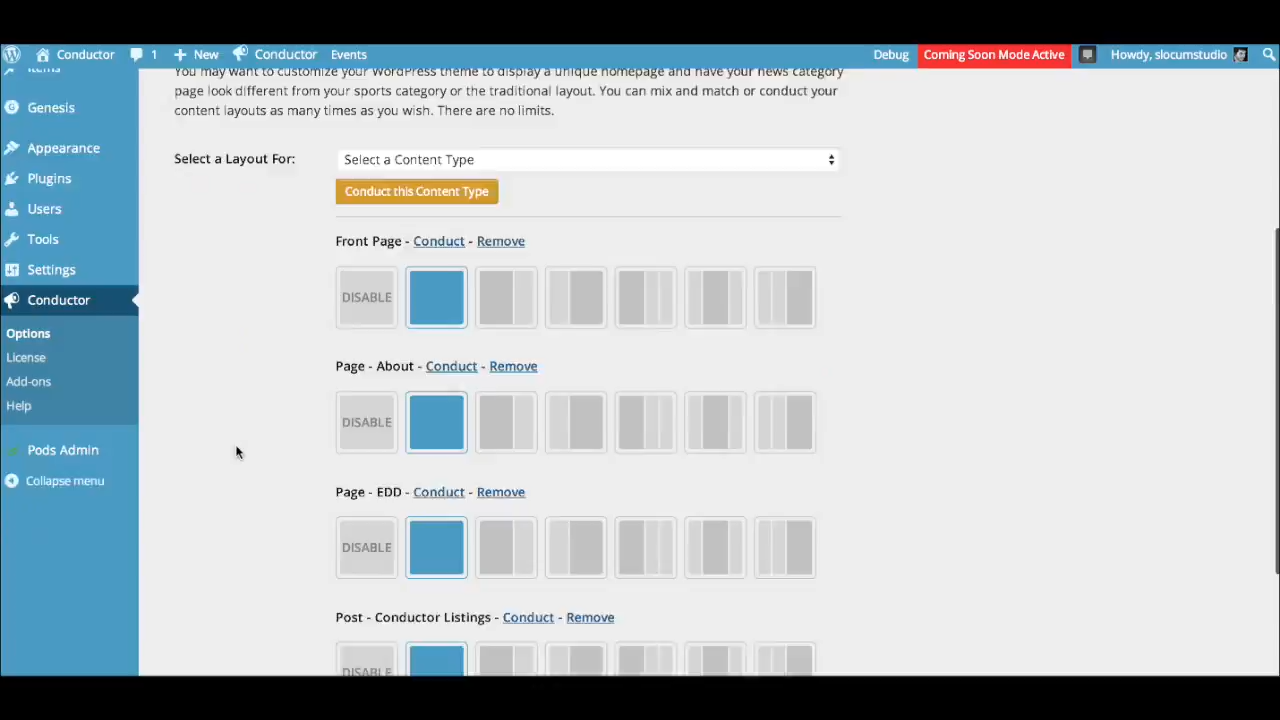 Conductor 1 New Conductor Events Debug Coming Soon Mode Active Howdy, slocumstudio
Items
Genesis
Appearance
Plugins
Users
Tools
Settings
Conductor
Options
License
Add-ons
Help
Pods Admin
Collapse menu
You may want to customize your WordPress theme to display a unique homepage and have your news category
page look different from your sports category or the traditional layout. You can mix and match or conduct your
content layouts as many times as you wish. There are no limits.
Select a Layout For: Select a Content Type
Conduct this Content Type
Front Page - Conduct - Remove
DISABLE
Page - About - Conduct - Remove
DISABLE
Page - EDD - Conduct - Remove
DISABLE
Post - Conductor Listings - Conduct - Remove
DISABLE